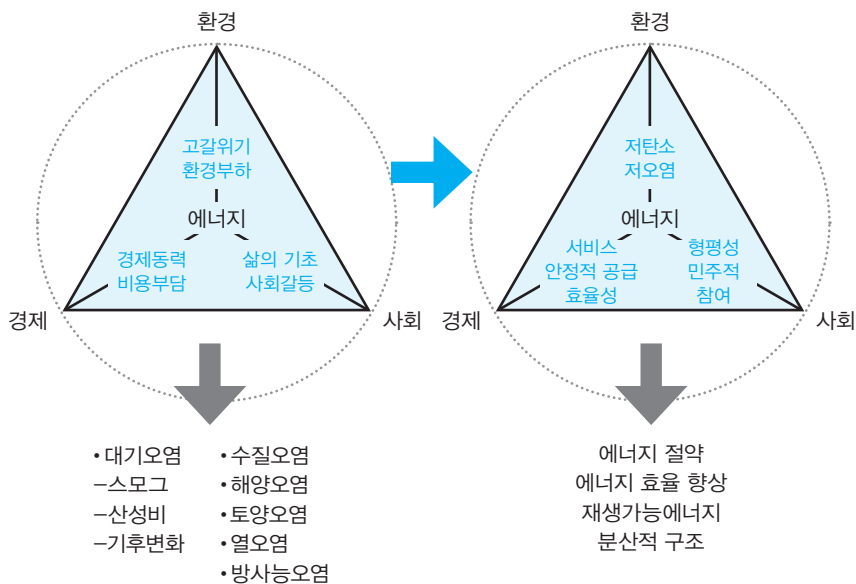 환경
고갈위기
환경부하
에너지
경제동력
비용부담
삶의 기초
사회갈등
경제
사회
•대기오염
–스모그
–산성비
–기후변화
•수질오염
•해양오염
•토양오염
•열오염
•방사능오염
환경
저탄소
저오염
에너지
서비스
안정적 공급
효율성
형평성
민주적
참여
경제
사회
에너지 절약
에너지 효율 향상
재생가능에너지
분산적 구조